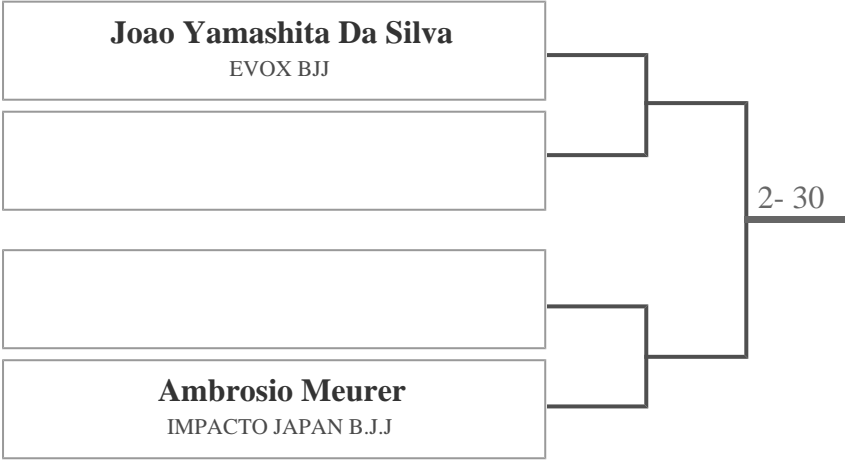 Joao Yamashita Da Silva
EVOX BJJ
2- 30
Ambrosio Meurer
IMPACTO JAPAN B.J.J